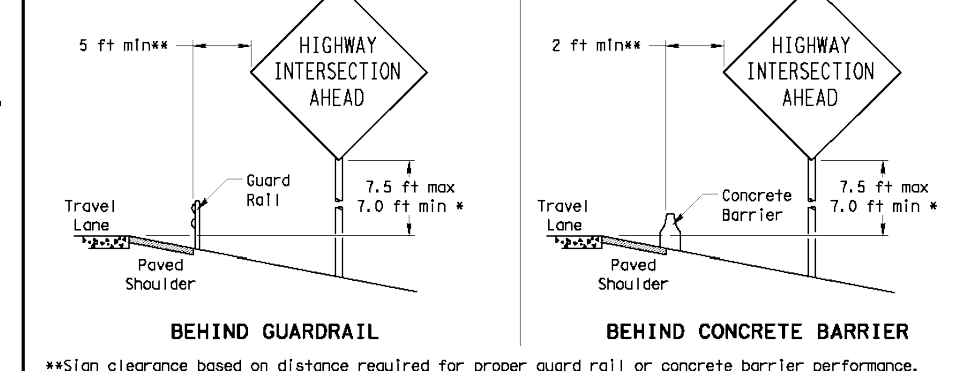 5 ft min**
HIGHWAY
INTERSECTION
AHEAD
Guard
Rail
7.5 ft max
7.0 ft min *
Travel
Lane
Paved
Shoulder
BEHIND GUARDRAIL
2 ft min**
HIGHWAY
INTERSECTION
AHEAD
Concrete
Barrier
7.5 ft max
7.0 ft min *
Travel
Lane
Paved
Shoulder
BEHIND CONCRETE BARRIER
**Sign clearance based on distance required for proper guard rail or concrete barrier performance.